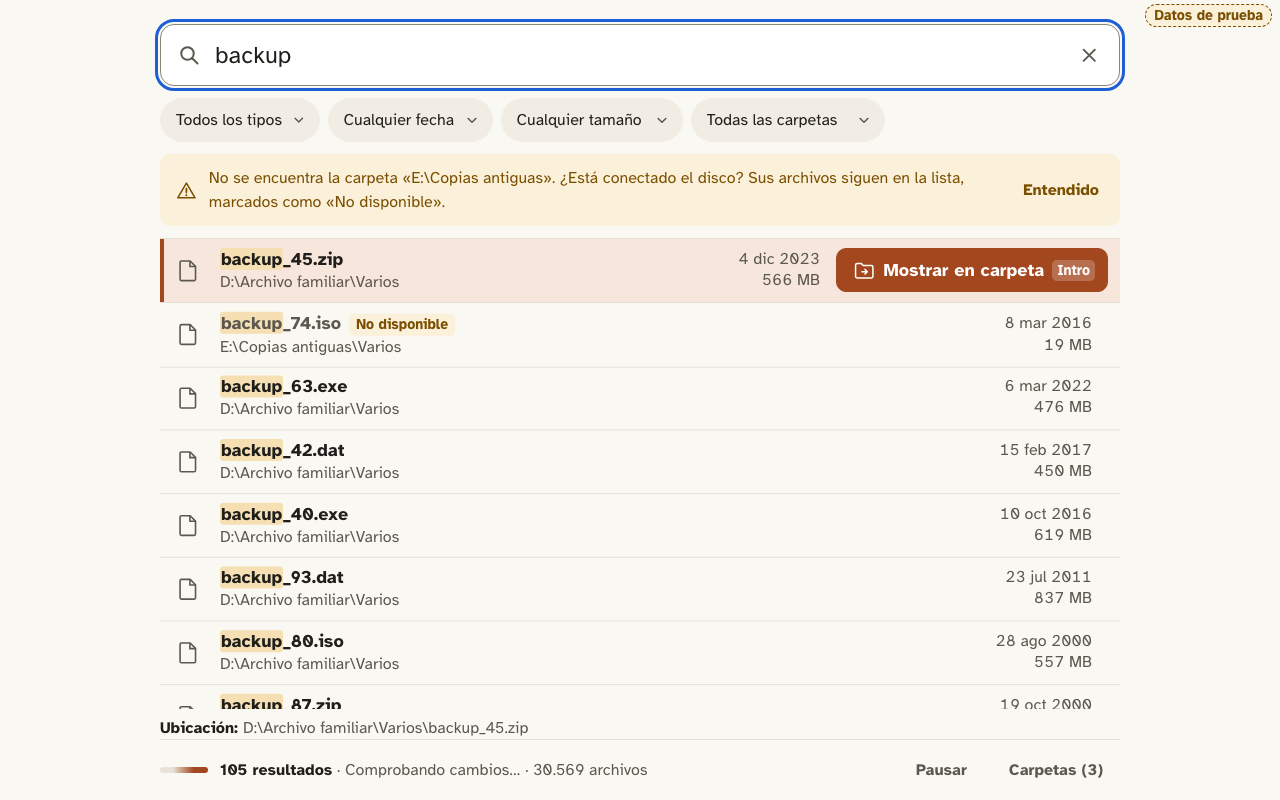 Datos de prueba
backup
Todos los tipos
Cualquier fecha
Cualquier tamaño
Todas las carpetas
No se encuentra la carpeta «E:\Copias antiguas». ¿Está conectado el disco? Sus archivos siguen en la lista,
marcados como «No disponible».
Entendido
backup_45.zip
D:\Archivo familiar\Varios
4 dic 2023
566 MB
Mostrar en carpeta Intro
backup_74.iso No disponible
E:\Copias antiguas\Varios
8 mar 2016
19 MB
backup_63.exe
D:\Archivo familiar\Varios
6 mar 2022
476 MB
backup_42.dat
D:\Archivo familiar\Varios
15 feb 2017
450 MB
backup_40.exe
D:\Archivo familiar\Varios
10 oct 2016
619 MB
backup_93.dat
D:\Archivo familiar\Varios
23 jul 2011
837 MB
backup_80.iso
D:\Archivo familiar\Varios
28 ago 2000
557 MB
backup_87.zip
19 oct 2000
Ubicación: D:\Archivo familiar\Varios\backup_45.zip
105 resultados · Comprobando cambios... · 30.569 archivos
Pausar
Carpetas (3)